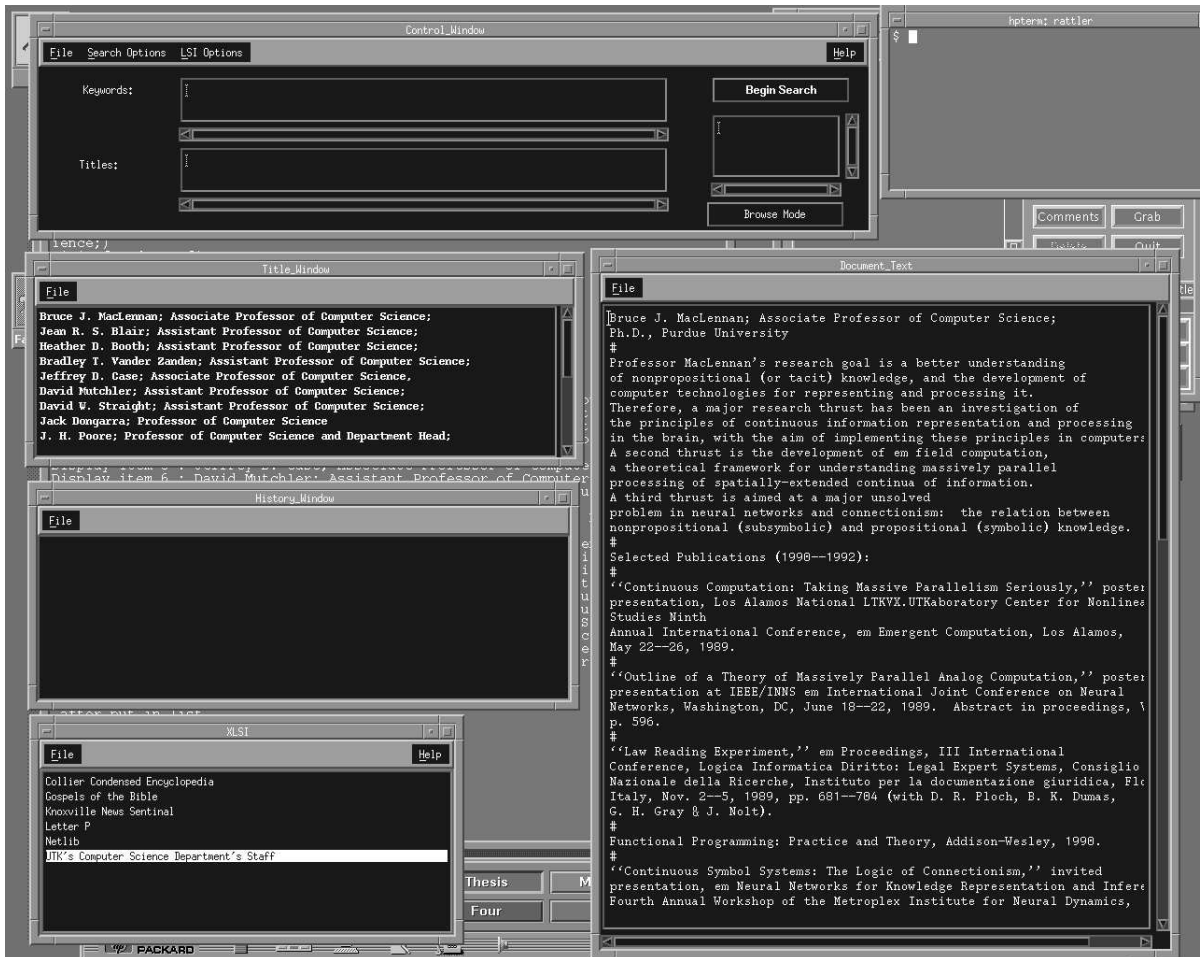 Control_Window
File Search Options LSI Options Help
Keywords:
Begin Search
Titles:
Browse Mode
hpterm: rattler
$
Comments Grab
Delete Quit
ience;)
Title_Window
File
Bruce J. MacLennan; Associate Professor of Computer Science;
Jean R. S. Blair; Assistant Professor of Computer Science;
Heather D. Booth; Assistant Professor of Computer Science;
Bradley T. Vander Zanden; Assistant Professor of Computer Science;
Jeffrey D. Case; Associate Professor of Computer Science,
David Mutchler; Assistant Professor of Computer Science;
David W. Straight; Assistant Professor of Computer Science;
Jack Dongarra; Professor of Computer Science
J. H. Poore; Professor of Computer Science and Department Head;
Display item 6 : David Mutchler; Assistant Professor of Computer
History_Window
File
XLSI
File Help
Collier Condensed Encyclopedia
Gospels of the Bible
Knoxville News Sentinal
Letter P
Netlib
UTK's Computer Science Department's Staff
Thesis
Four
hp PACKARD
Document_Text
File
Bruce J. MacLennan; Associate Professor of Computer Science;
Ph.D., Purdue University
#
Professor MacLennan's research goal is a better understanding
of nonpropositional (or tacit) knowledge, and the development of
computer technologies for representing and processing it.
Therefore, a major research thrust has been an investigation of
the principles of continuous information representation and processing
in the brain, with the aim of implementing these principles in computers
A second thrust is the development of em field computation,
a theoretical framework for understanding massively parallel
processing of spatially-extended continua of information.
A third thrust is aimed at a major unsolved
problem in neural networks and connectionism: the relation between
nonpropositional (subsymbolic) and propositional (symbolic) knowledge.
#
Selected Publications (1990--1992):
#
‘‘Continuous Computation: Taking Massive Parallelism Seriously,’’ poster
presentation, Los Alamos National LTKVX.UTKaboratory Center for Nonlinea
Studies Ninth
Annual International Conference, em Emergent Computation, Los Alamos,
May 22--26, 1989.
#
‘‘Outline of a Theory of Massively Parallel Analog Computation,’’ poster
presentation at IEEE/INNS em International Joint Conference on Neural
Networks, Washington, DC, June 18--22, 1989. Abstract in proceedings,
p. 596.
#
‘‘Law Reading Experiment,’’ em Proceedings, III International
Conference, Logica Informatica Diritto: Legal Expert Systems, Consiglio
Nazionale della Ricerche, Instituto per la documentazione giuridica, Flo
Italy, Nov. 2--5, 1989, pp. 681--704 (with D. R. Ploch, B. K. Dumas,
G. H. Gray & J. Nolt).
#
Functional Programming: Practice and Theory, Addison-Wesley, 1990.
#
‘‘Continuous Symbol Systems: The Logic of Connectionism,’’ invited
presentation, em Neural Networks for Knowledge Representation and Infere
Fourth Annual Workshop of the Metroplex Institute for Neural Dynamics,